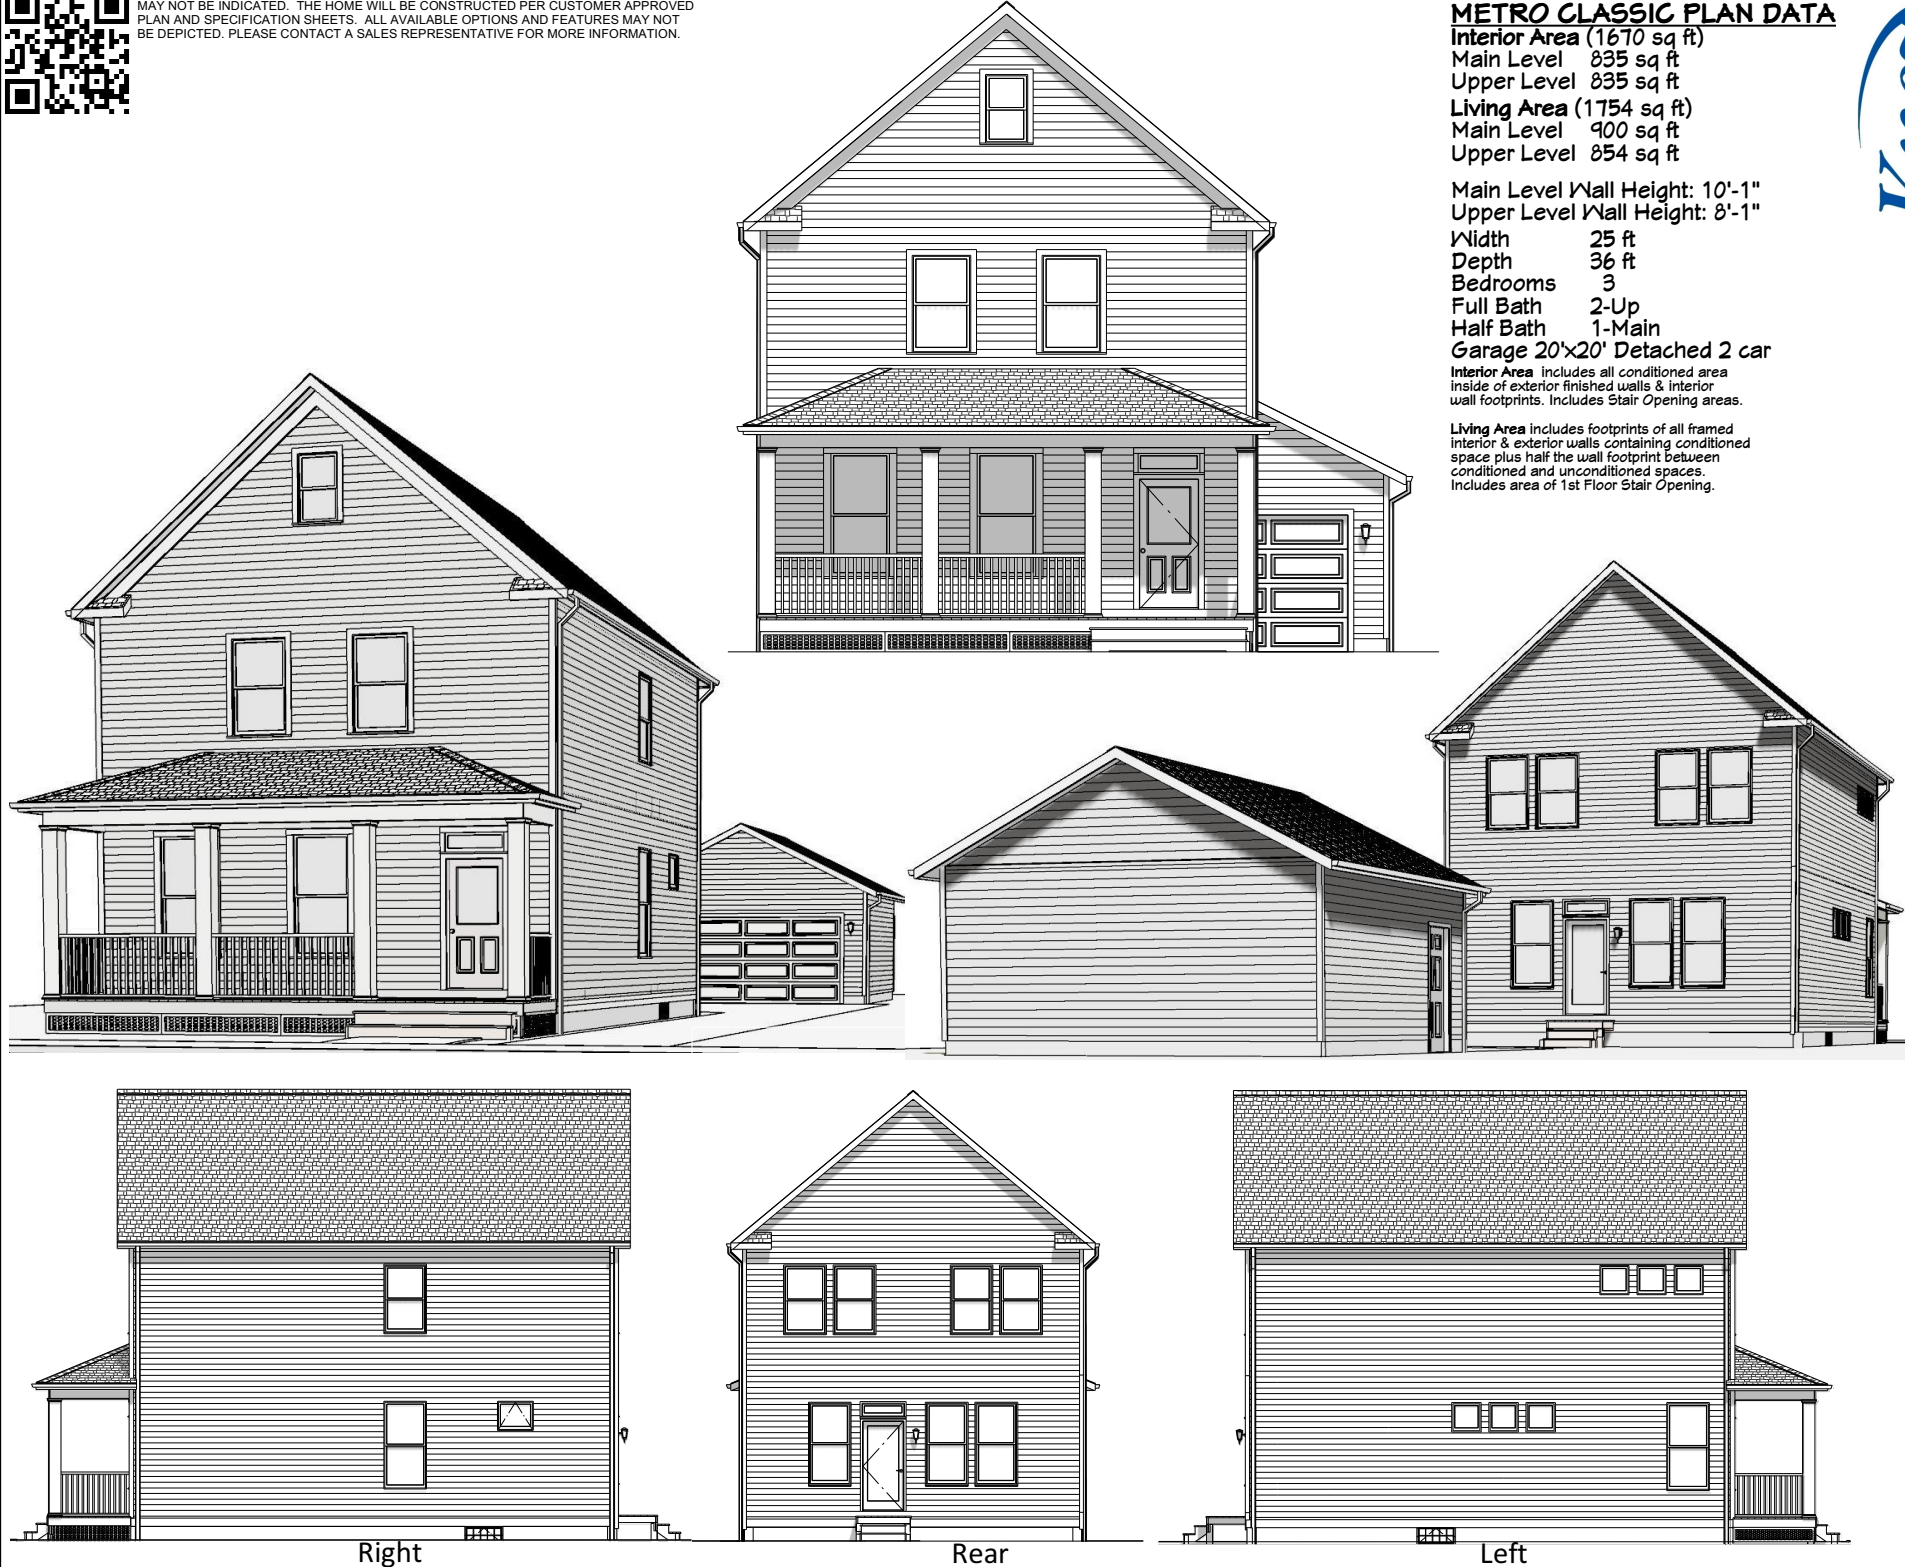 MAY NOT BE INDICATED. THE HOME WILL BE CONSTRUCTED PER CUSTOMER APPROVED
PLAN AND SPECIFICATION SHEETS. ALL AVAILABLE OPTIONS AND FEATURES MAY NOT
BE DEPICTED. PLEASE CONTACT A SALES REPRESENTATIVE FOR MORE INFORMATION.
METRO CLASSIC PLAN DATA
Interior Area (1670 sq ft)
Main Level 835 sq ft
Upper Level 835 sq ft
Living Area (1754 sq ft)
Main Level 900 sq ft
Upper Level 854 sq ft
Main Level Wall Height: 10'-1"
Upper Level Wall Height: 8'-1"
Width 25 ft
Depth 36 ft
Bedrooms 3
Full Bath 2-Up
Half Bath 1-Main
Garage 20'x20' Detached 2 car
Interior Area includes all conditioned area
inside of exterior finished walls & interior
wall footprints. Includes Stair Opening areas.
Living Area includes footprints of all framed
interior & exterior walls containing conditioned
space plus half the wall footprint between
conditioned and unconditioned spaces.
Includes area of 1st Floor Stair Opening.
Right
Rear
Left